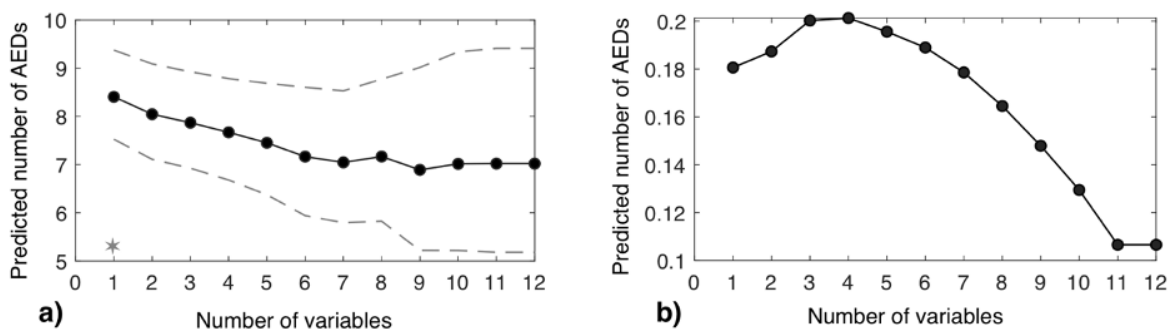 Predicted number of AEDs
10
9
8
7
6
5
0 1 2 3 4 5 6 7 8 9 10 11 12
Number of variables
a)
Predicted number of AEDs
0.2
0.18
0.16
0.14
0.12
0.1
0 1 2 3 4 5 6 7 8 9 10 11 12
Number of variables
b)